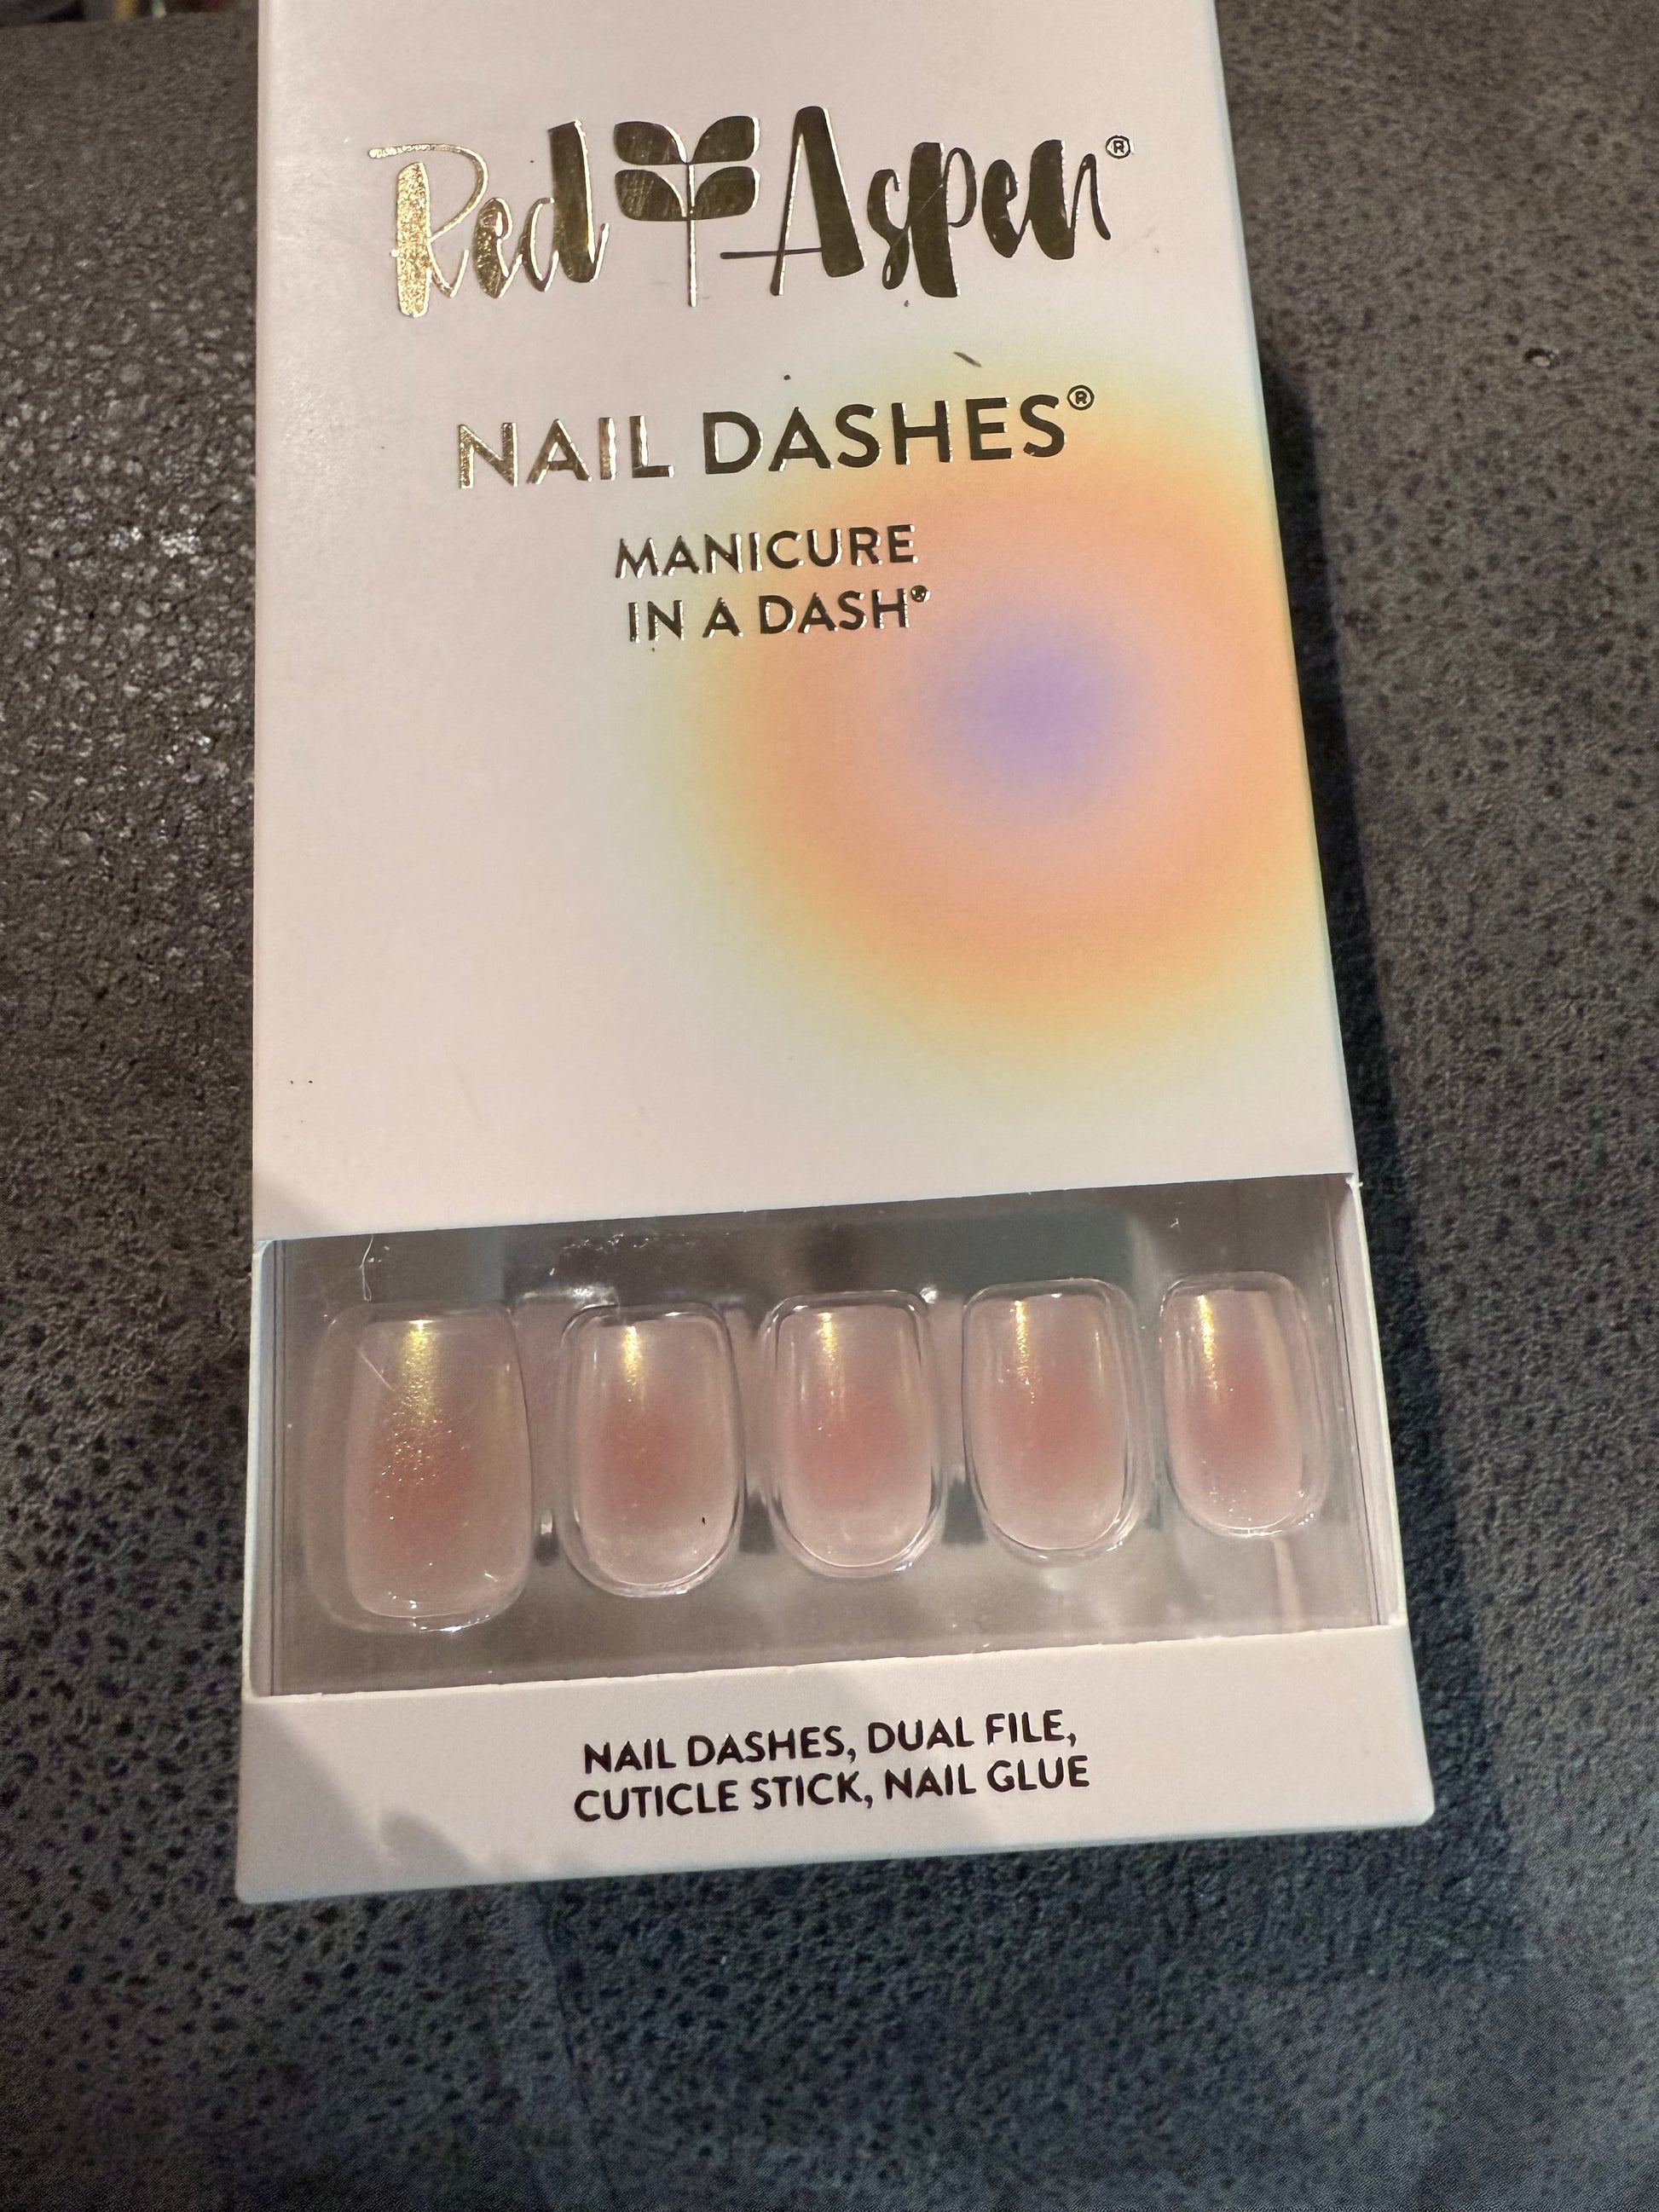 Red Aspen®
NAIL DASHES®
MANICURE
IN A DASH®
NAIL DASHES, DUAL FILE,
CUTICLE STICK, NAIL GLUE